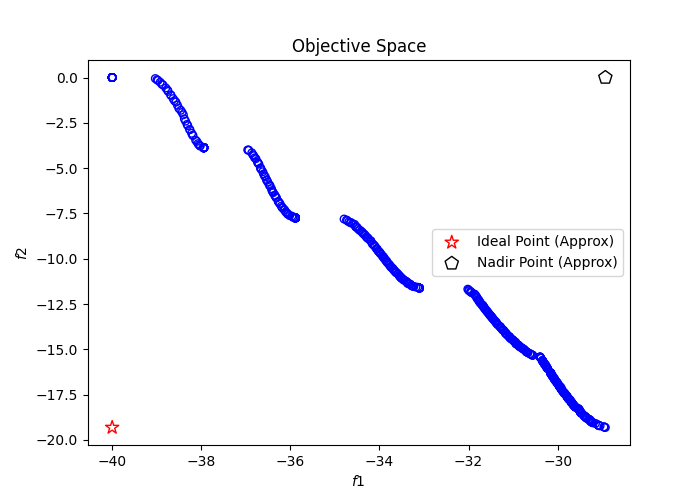 Objective Space
0.0
−2.5
−5.0
−7.5
−10.0
−12.5
−15.0
−17.5
−20.0
f2
Ideal Point (Approx)
Nadir Point (Approx)
−40 −38 −36 −34 −32 −30
f1